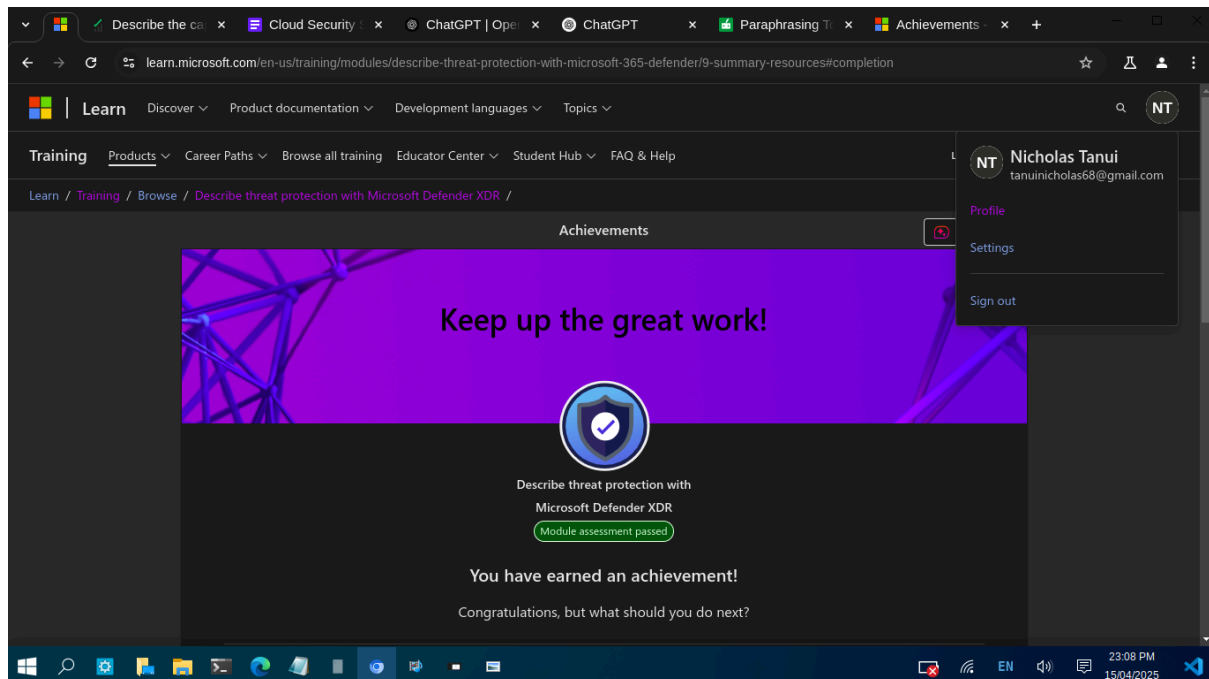 Describe the ca
Cloud Security S
ChatGPT | Ope
ChatGPT
Paraphrasing To
Achievements -
learn.microsoft.com/en-us/training/modules/describe-threat-protection-with-microsoft-365-defender/9-summary-resources#completion
Learn Discover Product documentation Development languages Topics
NT
Training Products Career Paths Browse all training Educator Center Student Hub FAQ & Help
NT Nicholas Tanui
tanuinicholas68@gmail.com
Learn / Training / Browse / Describe threat protection with Microsoft Defender XDR /
Profile
Achievements
Settings
Sign out
Keep up the great work!
Describe threat protection with
Microsoft Defender XDR
Module assessment passed
You have earned an achievement!
Congratulations, but what should you do next?
EN
23:08 PM
15/04/2025